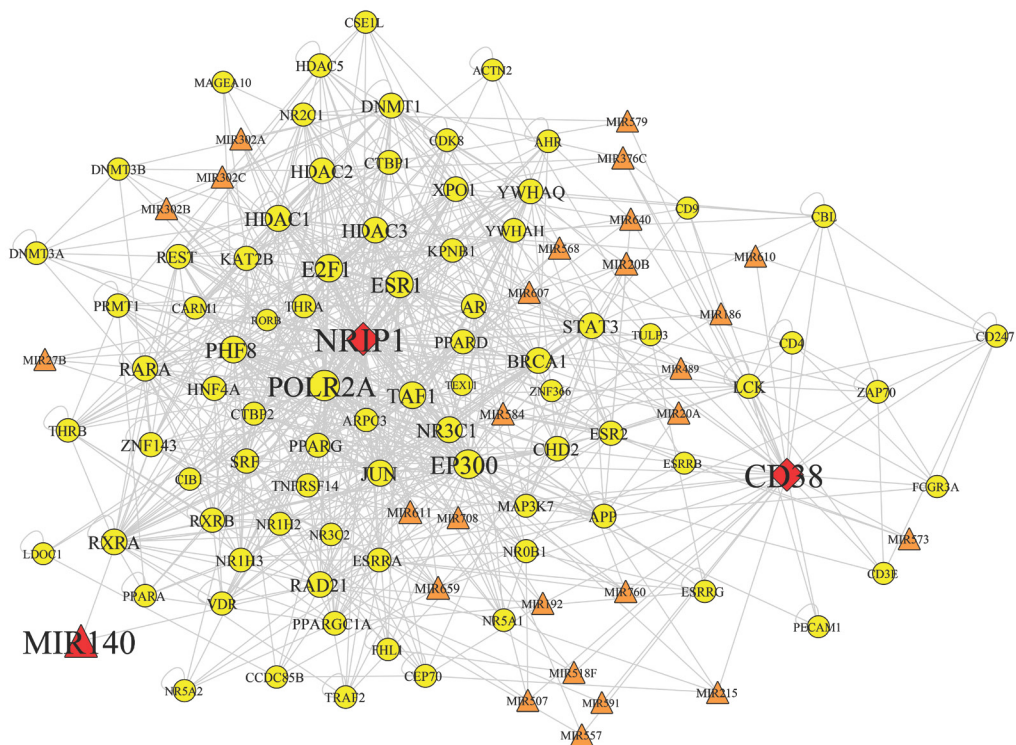 CSE1L
HDAC5
ACTN2
MAGEA10
DNMT1
NR2C1
MIR579
MIR302A
CDK8
AHR
CTBP1
MIR376C
DNMT3B
HDAC2
MIR302C
XPO1
YWHAQ
MIR302B
CD9
CBL
HDAC1
HDAC3
YWHAH
MIR640
DNMT3A
REST
KAT2B
KPNB1
MIR568
MIR610
E2F1
MIR20B
ESR1
MIR607
PRMT1
CARM1
THRA
AR
MIR186
RORB
STAT3
TULP3
CD4
CD247
NRIP1
PPARD
PHF8
BRCA1
MIR27B
RARA
MIR489
HNF4A
POLR2A
TEX11
ZNF366
LCK
ZAP70
TAF1
CTBP2
ARPC3
MIR584
MIR20A
THRB
ZNF143
PPARG
NR3C1
ESR2
CHD2
SRF
JUN
EP300
ESRRB
CD38
CIB1
TNFRSF14
FCGR3A
MAP3K7
RXRB
NR1H2
MIR611
MIR708
APP
RXRA
NR3C2
MIR573
LDOC1
NR1H3
ESRRA
NR0B1
CD3E
RAD21
MIR659
MIR760
ESRRG
PPARA
VDR
MIR192
PPARGC1A
NR5A1
PECAM1
MIR140
FHL1
CCDC85B
CEP70
MIR518F
NR5A2
TRAF2
MIR507
MIR591
MIR215
MIR557